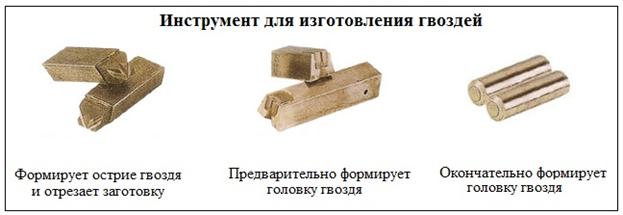 Инструмент для изготовления гвоздей
Формирует острие гвоздя
и отрезает заготовку
Предварительно формирует
головку гвоздя
Окончательно формирует
головку гвоздя